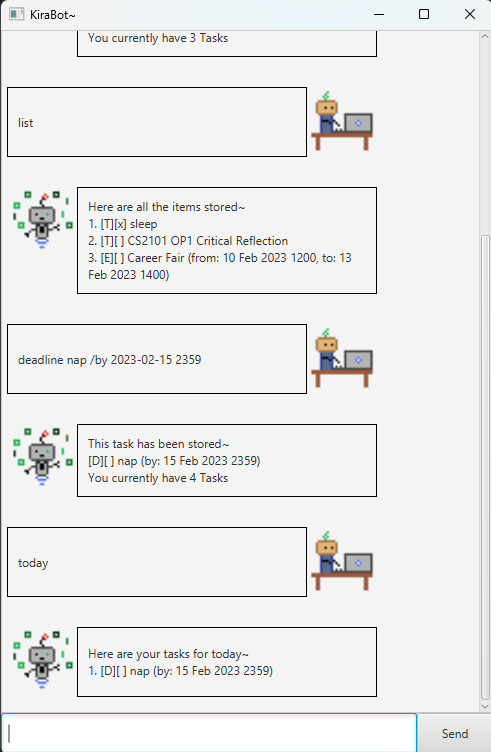 KiraBot~
You currently have 3 Tasks
list
Here are all the items stored~
1. [T][x] sleep
2. [T][ ] CS2101 OP1 Critical Reflection
3. [E][ ] Career Fair (from: 10 Feb 2023 1200, to: 13
Feb 2023 1400)
deadline nap /by 2023-02-15 2359
This task has been stored~
[D][ ] nap (by: 15 Feb 2023 2359)
You currently have 4 Tasks
today
Here are your tasks for today~
1. [D][ ] nap (by: 15 Feb 2023 2359)
Send